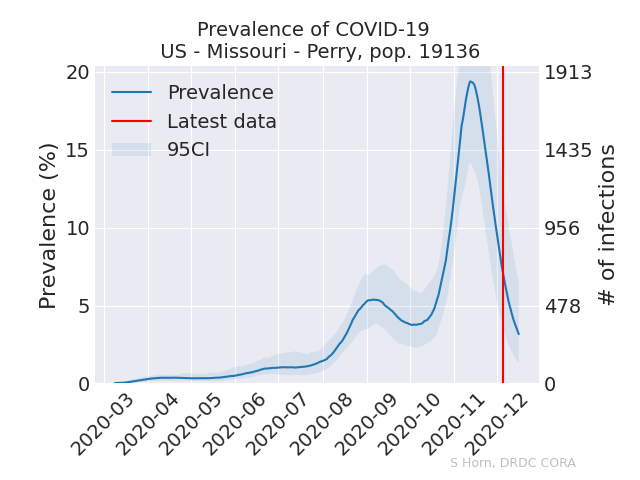 Prevalence of COVID-19
US - Missouri - Perry, pop. 19136
Prevalence
Latest data
95CI
Prevalence (%)
20
15
10
5
0
# of infections
1913
1435
956
478
0
2020-03
2020-04
2020-05
2020-06
2020-07
2020-08
2020-09
2020-10
2020-11
2020-12
S Horn, DRDC CORA